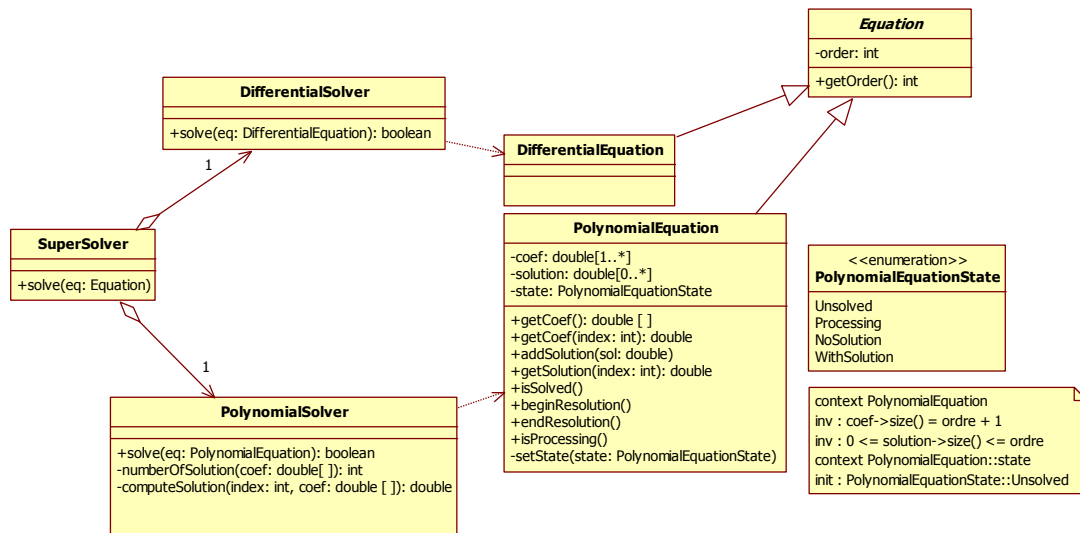 Equation
-order: int
+getOrder(): int
DifferentialSolver
+solve(eq: DifferentialEquation): boolean
DifferentialEquation
1
SuperSolver
+solve(eq: Equation)
1
PolynomialEquation
-coef: double[1..*]
-solution: double[0..*]
-state: PolynomialEquationState
+getCoef(): double [ ]
+getCoef(index: int): double
+addSolution(sol: double)
+getSolution(index: int): double
+isSolved()
+beginResolution()
+endResolution()
+isProcessing()
-setState(state: PolynomialEquationState)
<<enumeration>>
PolynomialEquationState
Unsolved
Processing
NoSolution
WithSolution
PolynomialSolver
+solve(eq: PolynomialEquation): boolean
-numberOfSolution(coef: double[ ]): int
-computeSolution(index: int, coef: double [ ]): double
context PolynomialEquation
inv : coef->size() = ordre + 1
inv : 0 <= solution->size() <= ordre
context PolynomialEquation::state
init : PolynomialEquationState::Unsolved